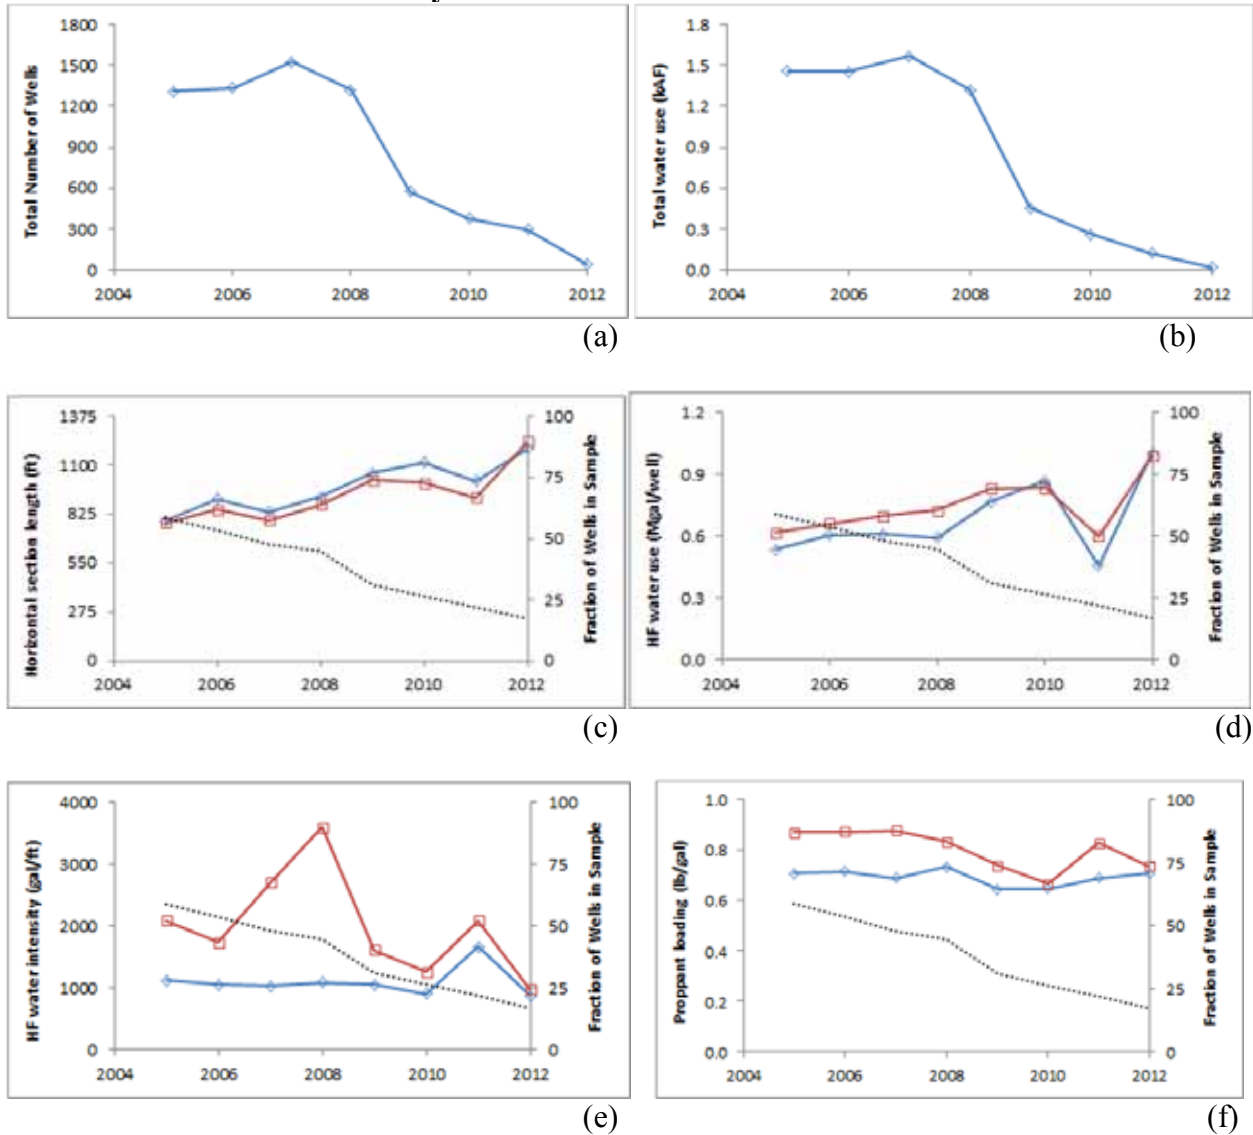 1800
1500
1200
900
600
300
0
Total Number of Wells
2004 2006 2008 2010 2012
(a)
1.8
1.5
1.2
0.9
0.6
0.3
0.0
Total water use (kAF)
2004 2006 2008 2010 2012
(b)
1375
1100
825
550
275
0
Horizontal section length (ft)
100
75
50
25
0
Fraction of Wells in Sample
2004 2006 2008 2010 2012
(c)
1.2
0.9
0.6
0.3
0.0
HF water use (Mgal/well)
100
75
50
25
0
Fraction of Wells in Sample
2004 2006 2008 2010 2012
(d)
4000
3000
2000
1000
0
HF water intensity (gal/ft)
100
75
50
25
0
Fraction of Wells in Sample
2004 2006 2008 2010 2012
(e)
1.0
0.8
0.6
0.4
0.2
0.0
Proppant loading (lb/gal)
100
75
50
25
0
Fraction of Wells in Sample
2004 2006 2008 2010 2012
(f)